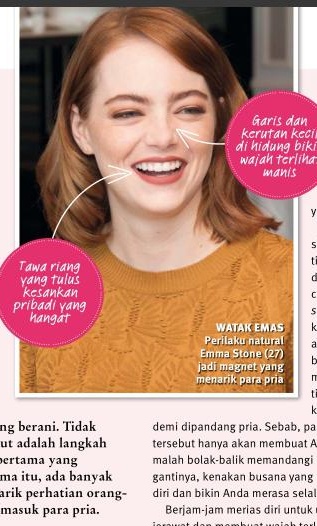 Garis dan
kerutan kecil
di hidung bikin
wajah terlihat
manis
Tawa riang
yang tulus
kesankan
pribadi yang
hangat
WATAK EMAS
Perilaku natural
Emma Stone (27)
jadi magnet yang
menarik para pria
ng berani. Tidak
ut adalah langkah
pertama yang
ma itu, ada banyak
arik perhatian orang-
masuk para pria.
demi dipandang pria. Sebab, pa
tersebut hanya akan membuat A
malah bolak-balik memandangi
gantinya, kenakan busana yang
diri dan bikin Anda merasa selal
Berjam-jam merias diri untuk